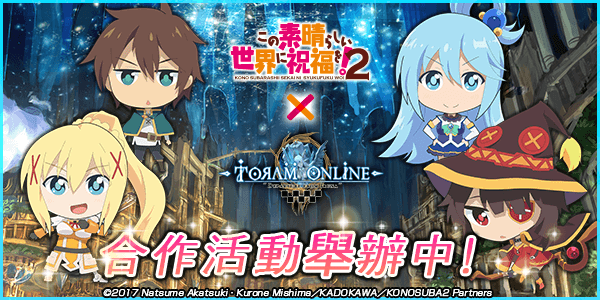 この素晴らしい
世界に祝福を!2
KONO SUBARASHII SEKAI NI SYUKUFUKU WO!
×
TORAM ONLINE
合作活動舉辦中!
©2017 Natsume Akatsuki・Kurone Mishima/KADOKAWA/KONOSUBA2 Partners